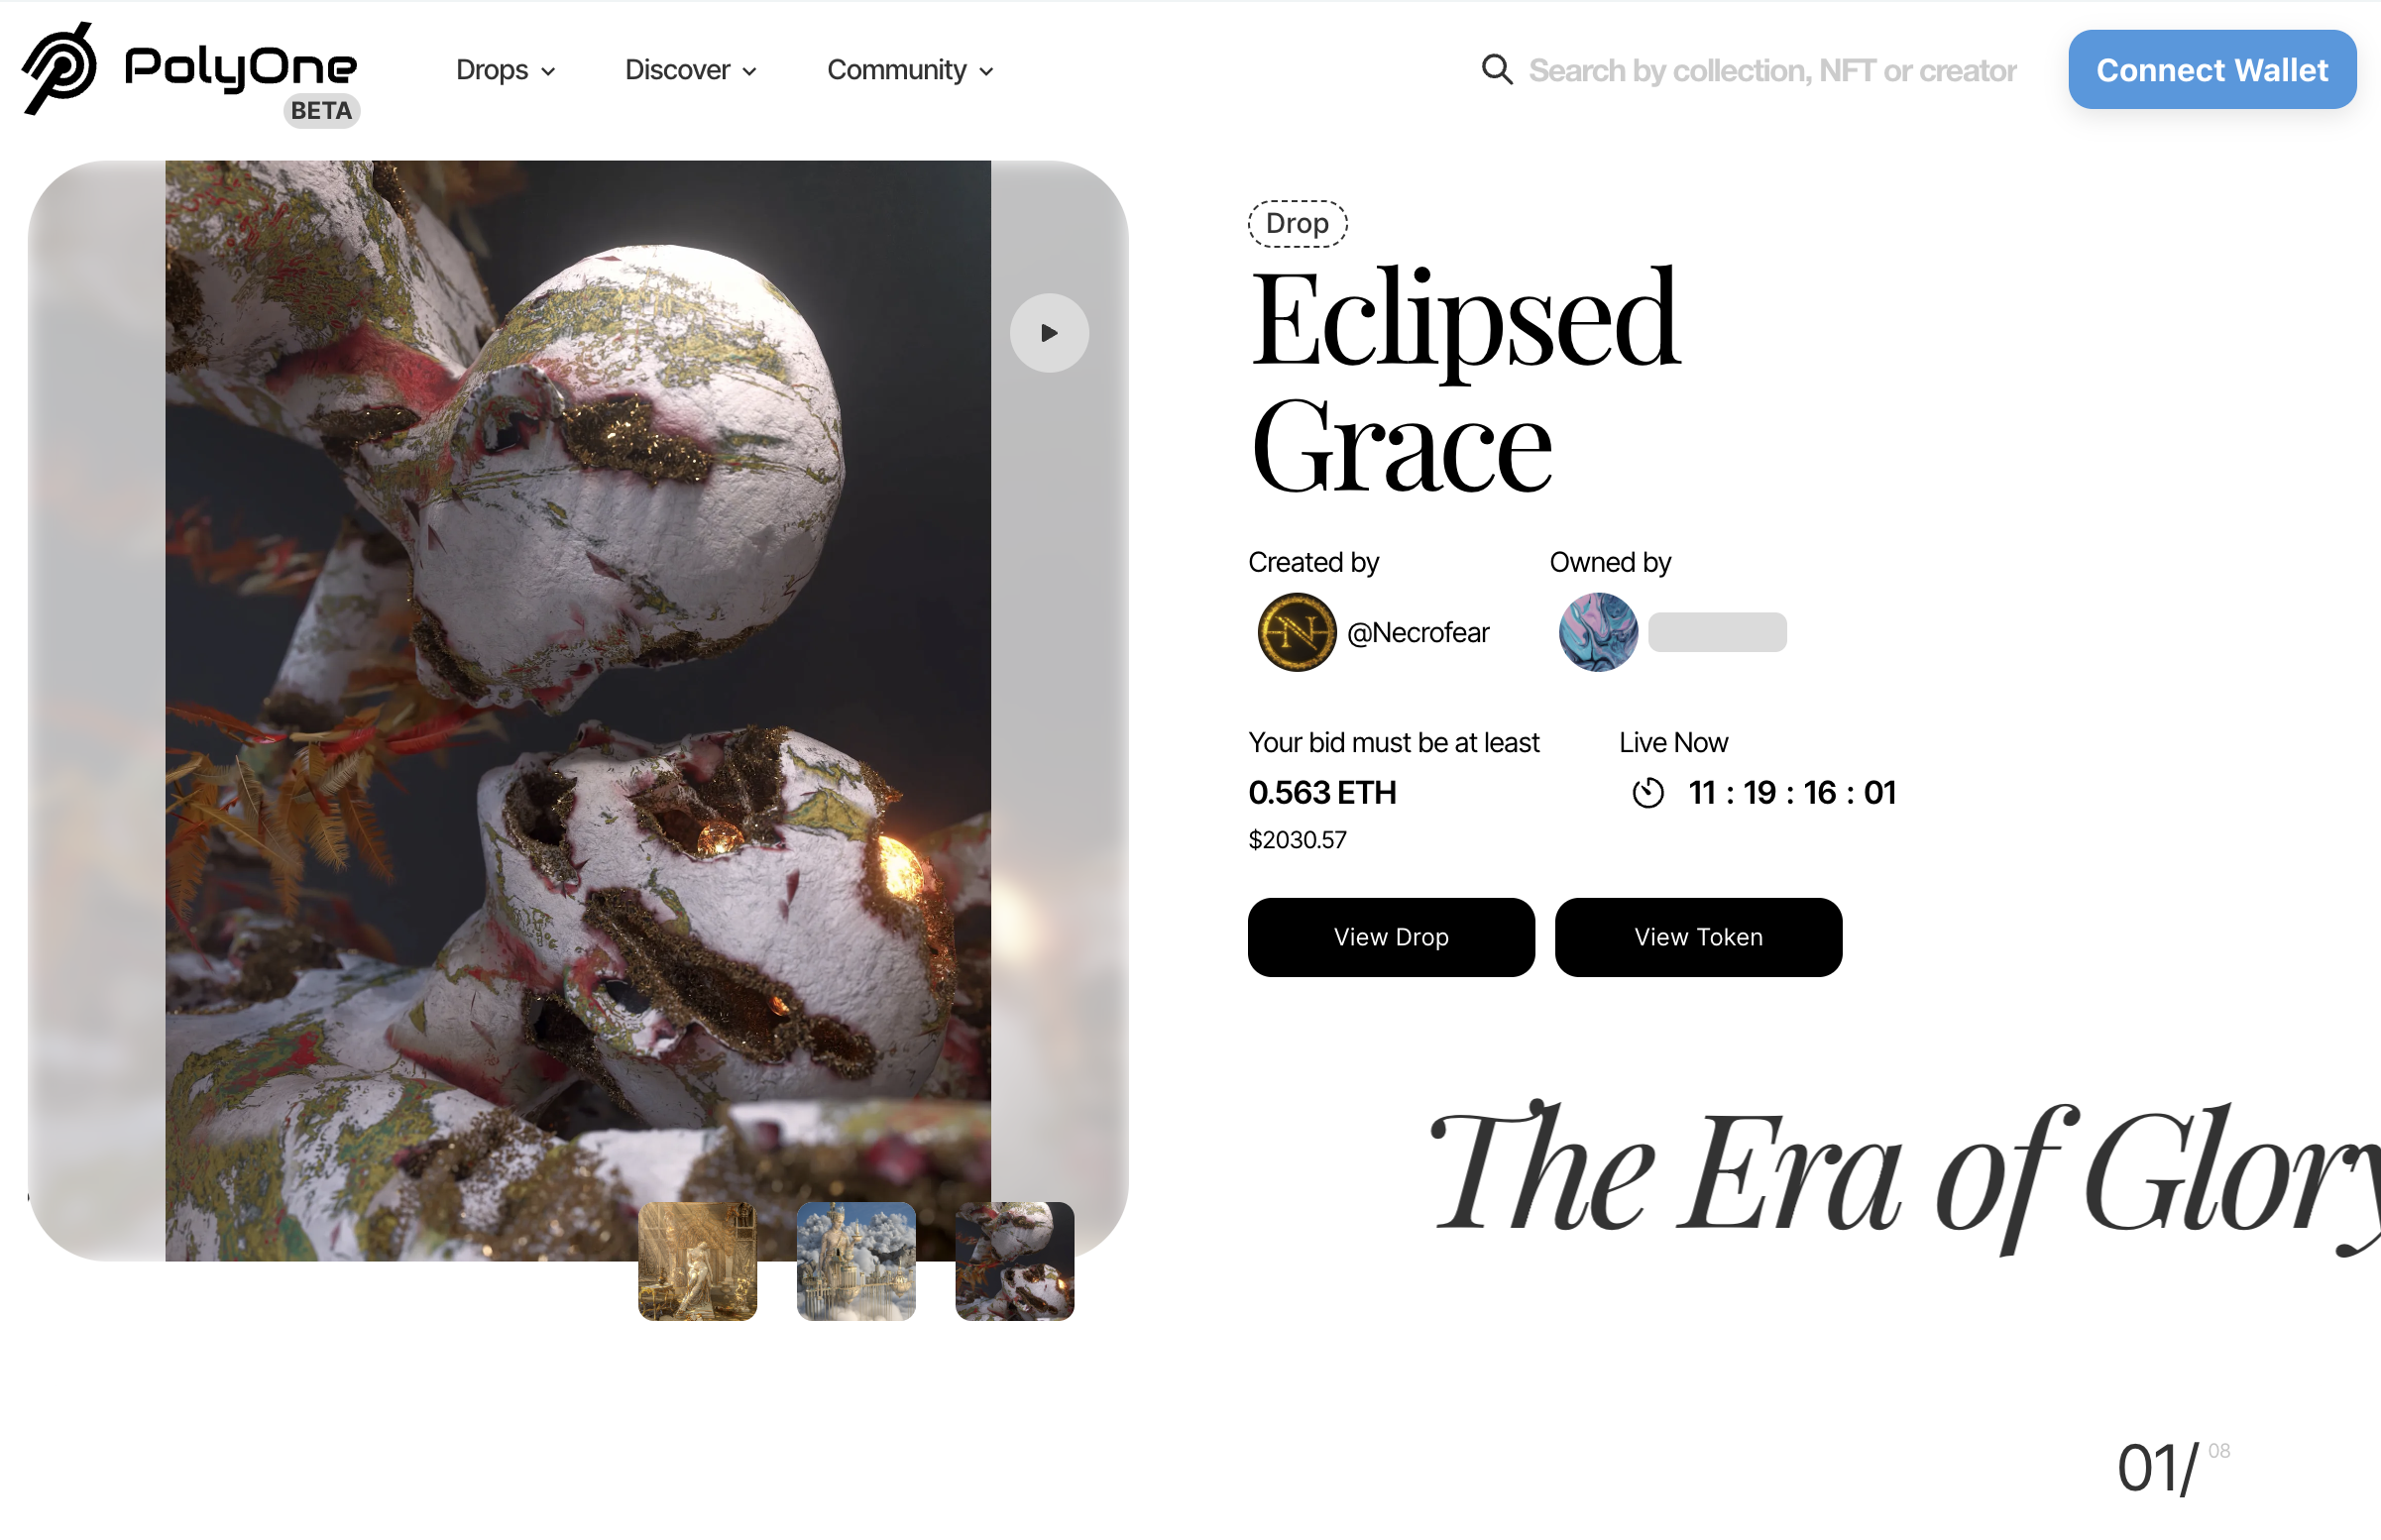 PolyOne
BETA
Drops
Discover
Community
Search by collection, NFT or creator
Connect Wallet
Drop
Eclipsed
Grace
Created by
Owned by
@Necrofear
Your bid must be at least
Live Now
0.563 ETH
11 : 19 : 16 : 01
$2030.57
View Drop
View Token
The Era of Glory
01/ 08